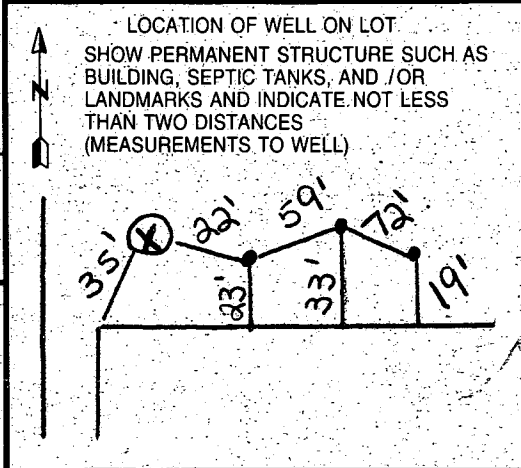 LOCATION OF WELL ON LOT
N
SHOW PERMANENT STRUCTURE SUCH AS
BUILDING, SEPTIC TANKS, AND /OR
LANDMARKS AND INDICATE NOT LESS
THAN TWO DISTANCES
(MEASUREMENTS TO WELL)
35' X 22' 59' 72'
23' 33' 19'